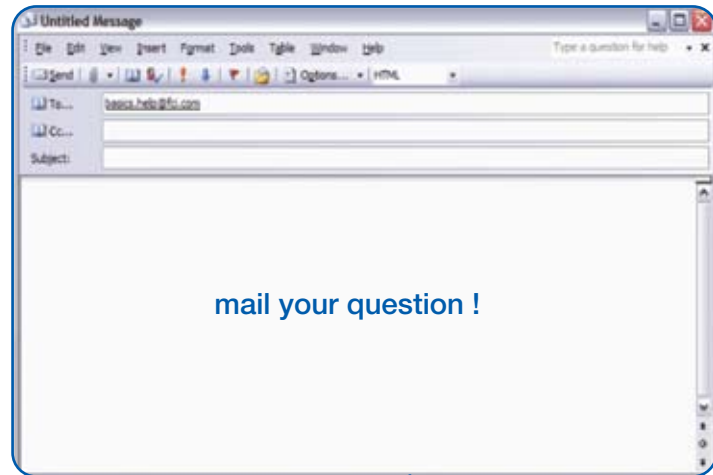 Untitled Message
File Edit View Insert Format Tools Table Window Help Type a question for help
Send Options... HTML
To... basics.help@fci.com
Cc...
Subject:
mail your question !